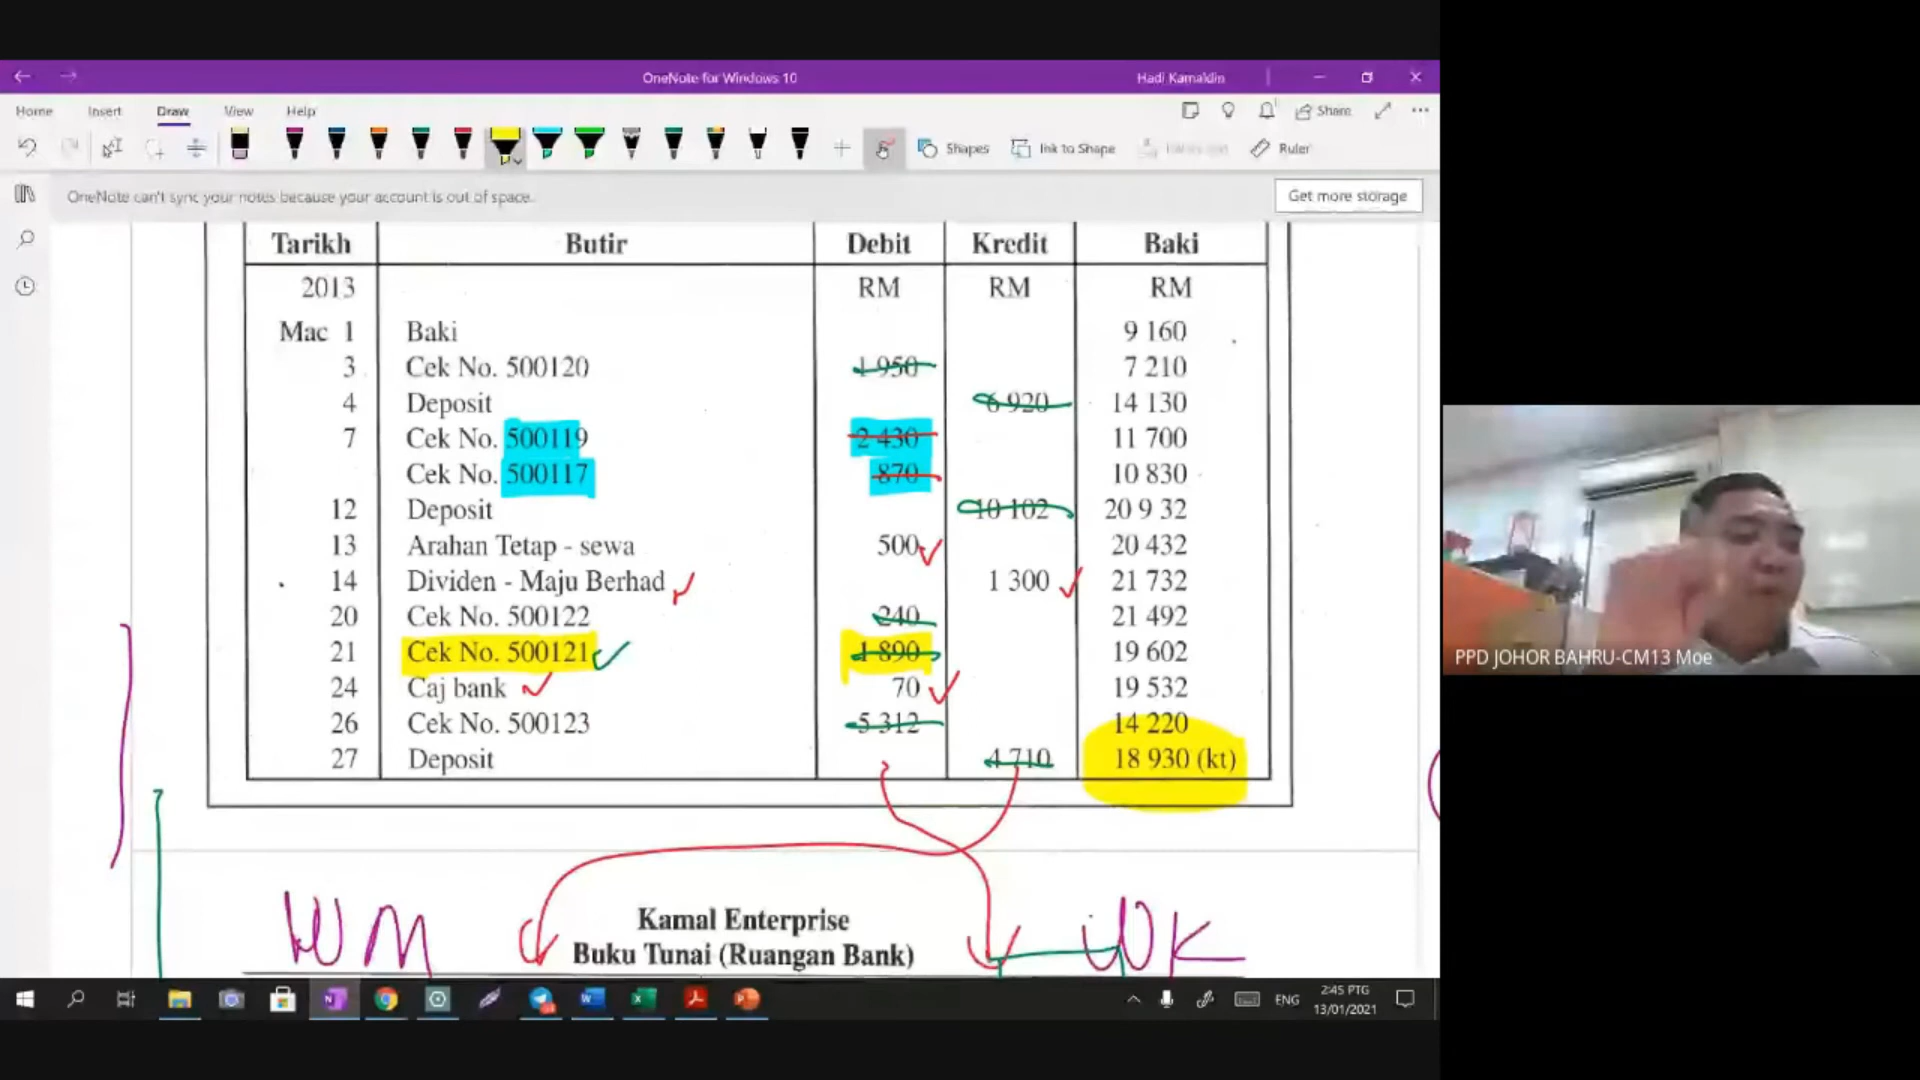 OneNote for Windows 10
Hadi Kamaldin
Home Insert Draw View Help
Share
Shapes Ink to Shape Ruler
OneNote can't sync your notes because your account is out of space.
Get more storage
Tarikh Butir Debit Kredit Baki
2013 RM RM RM
Mac 1 Baki 9 160
3 Cek No. 500120 1 950 7 210
4 Deposit 6 920 14 130
7 Cek No. 500119 2 430 11 700
Cek No. 500117 870 10 830
12 Deposit 10 102 20 9 32
13 Arahan Tetap - sewa 500 20 432
14 Dividen - Maju Berhad 1 300 21 732
20 Cek No. 500122 240 21 492
21 Cek No. 500121 1 890 19 602
24 Caj bank 70 19 532
26 Cek No. 500123 5 312 14 220
27 Deposit 4 710 18 930 (kt)
Kamal Enterprise
Buku Tunai (Ruangan Bank)
PPD JOHOR BAHRU-CM13 Moe
ENG
2:45 PTG
13/01/2021